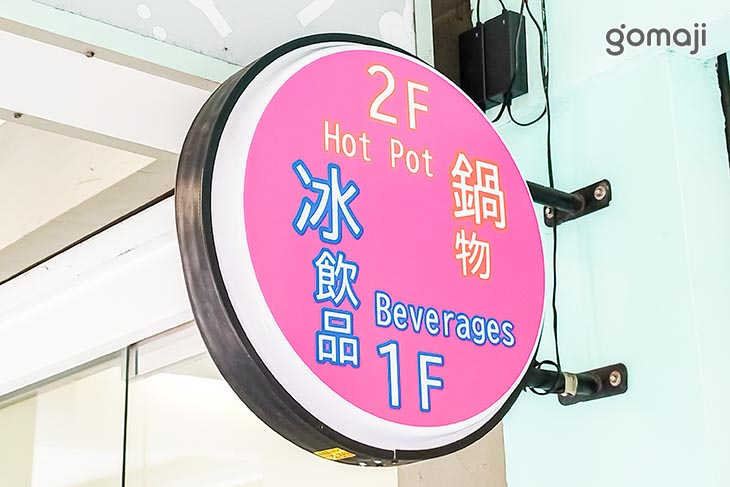 gomaji
2F
Hot Pot
鍋物
冰飲品
Beverages
1F